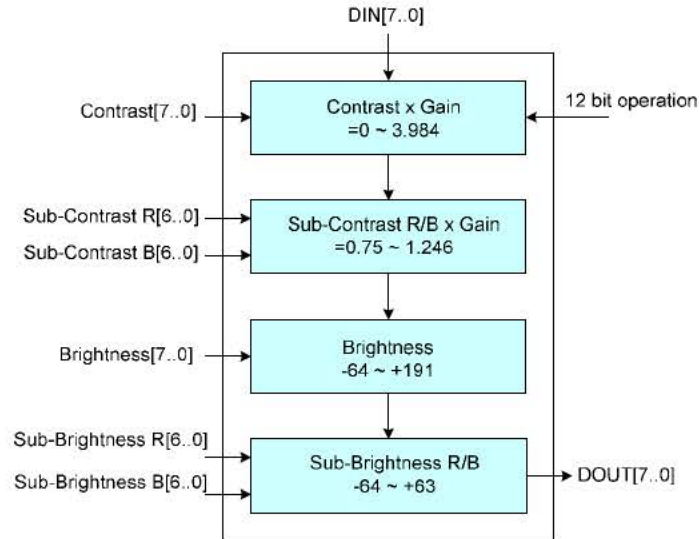 DIN[7..0]
Contrast[7..0]
Contrast x Gain
=0 ~ 3.984
12 bit operation
Sub-Contrast R[6..0]
Sub-Contrast B[6..0]
Sub-Contrast R/B x Gain
=0.75 ~ 1.246
Brightness[7..0]
Brightness
-64 ~ +191
Sub-Brightness R[6..0]
Sub-Brightness B[6..0]
Sub-Brightness R/B
-64 ~ +63
DOUT[7..0]